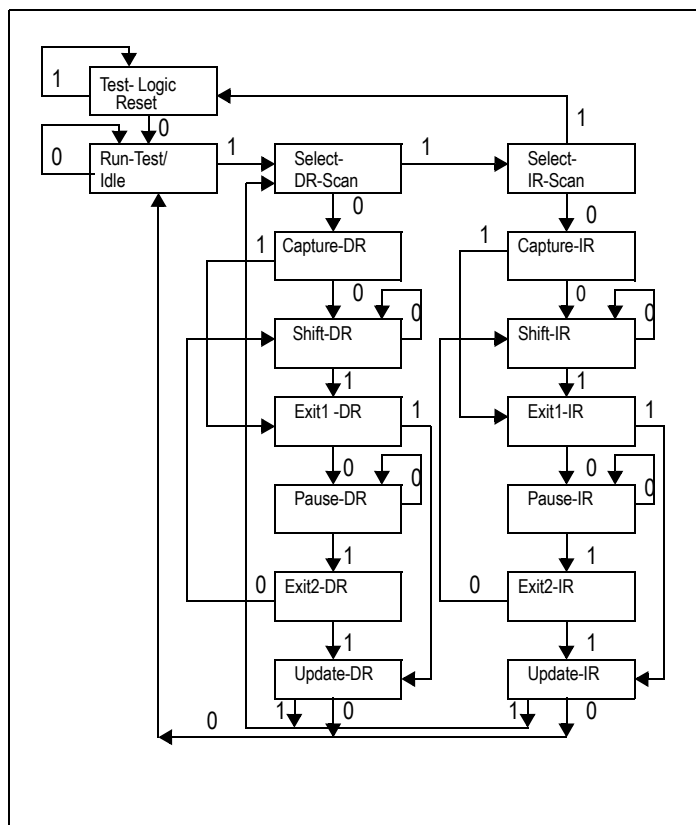 1
Test- Logic
Reset
0
0
Run-Test/
Idle
1
Select-
DR-Scan
1
Select-
IR-Scan
1
0
0
1
Capture-DR
1
Capture-IR
0
0
Shift-DR
0
Shift-IR
0
1
1
Exit1 -DR
1
Exit1-IR
1
0
0
Pause-DR
0
Pause-IR
0
1
1
0
Exit2-DR
0
Exit2-IR
1
1
Update-DR
Update-IR
0
1
0
1
0